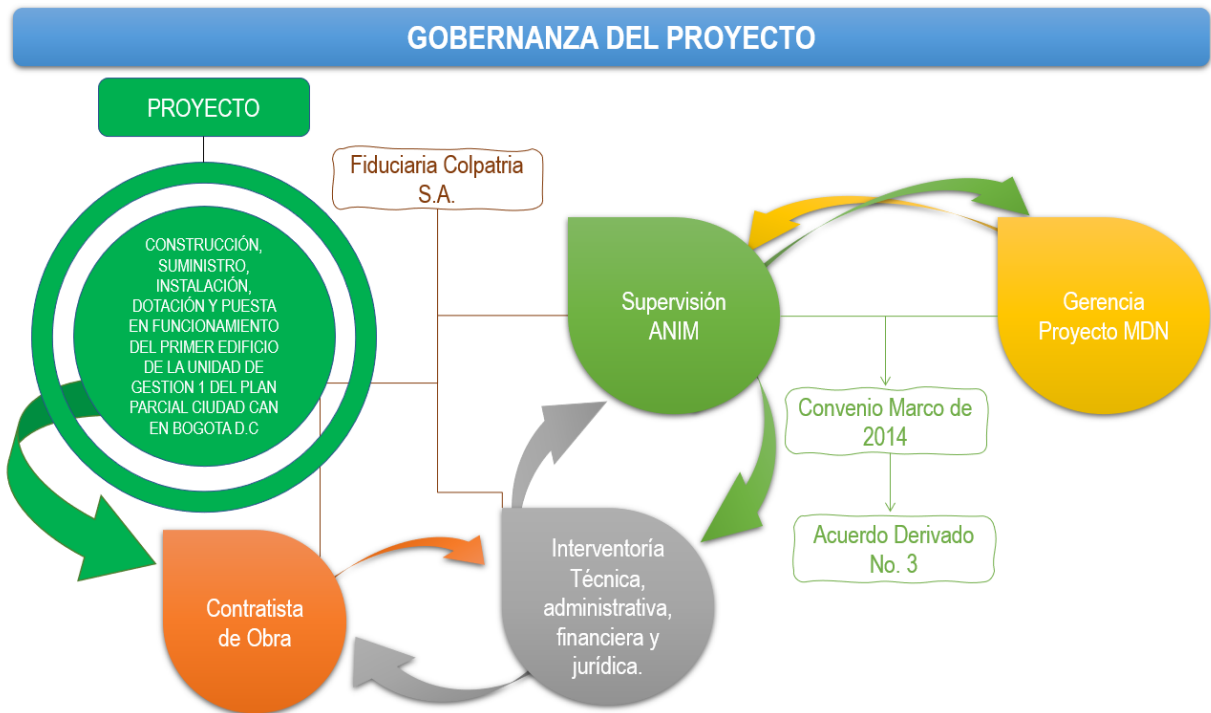 GOBERNANZA DEL PROYECTO
PROYECTO
CONSTRUCCIÓN,
SUMINISTRO,
INSTALACIÓN,
DOTACIÓN Y PUESTA
EN FUNCIONAMIENTO
DEL PRIMER EDIFICIO
DE LA UNIDAD DE
GESTION 1 DEL PLAN
PARCIAL CIUDAD CAN
EN BOGOTA D.C
Fiduciaria Colpatria
S.A.
Supervisión
ANIM
Gerencia
Proyecto MDN
Convenio Marco de
2014
Acuerdo Derivado
No. 3
Contratista
de Obra
Interventoría
Técnica,
administrativa,
financiera y
jurídica.